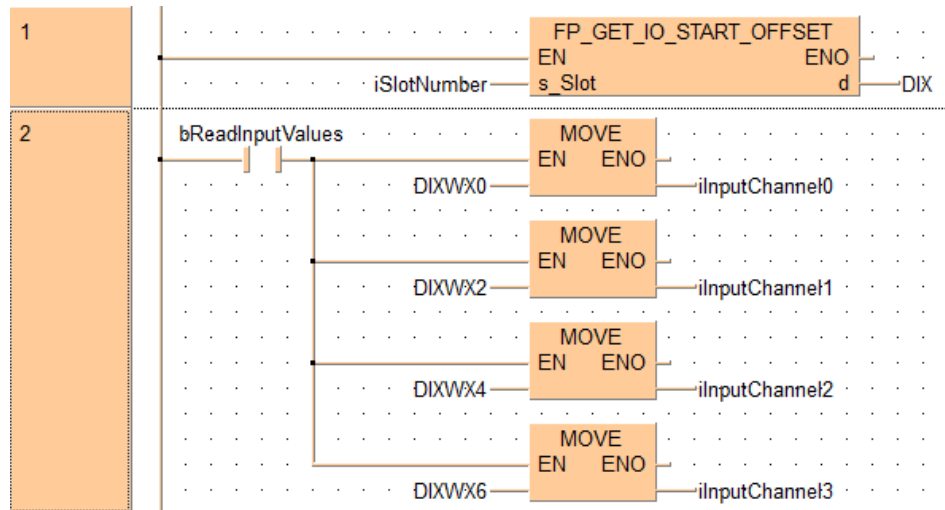 1
FP_GET_IO_START_OFFSET
EN ENO
iSlotNumber s_Slot d DIX
2
bReadInputValues
MOVE
EN ENO
DIXWX0 iInputChannel0
MOVE
EN ENO
DIXWX2 iInputChannel1
MOVE
EN ENO
DIXWX4 iInputChannel2
MOVE
EN ENO
DIXWX6 iInputChannel3